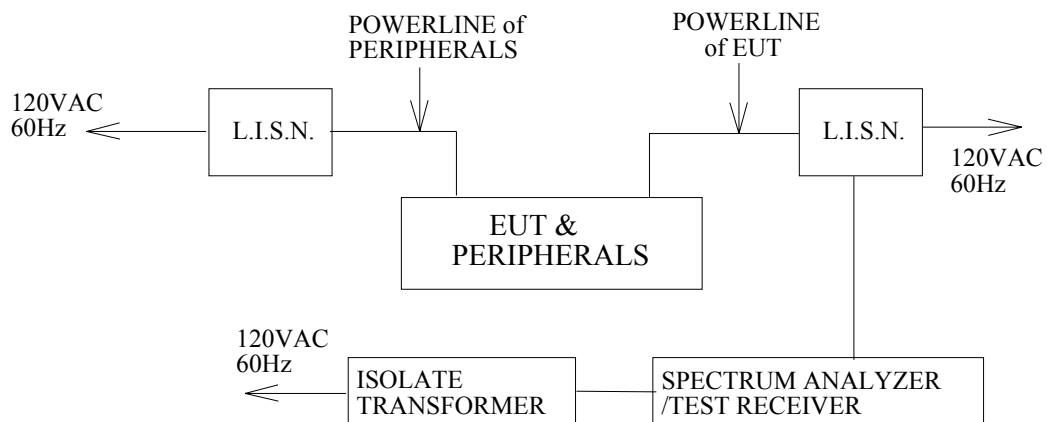 POWERLINE of
PERIPHERALS
POWERLINE
of EUT
120VAC
60Hz
L.I.S.N.
L.I.S.N.
120VAC
60Hz
EUT &
PERIPHERALS
120VAC
60Hz
ISOLATE
TRANSFORMER
SPECTRUM ANALYZER
/TEST RECEIVER